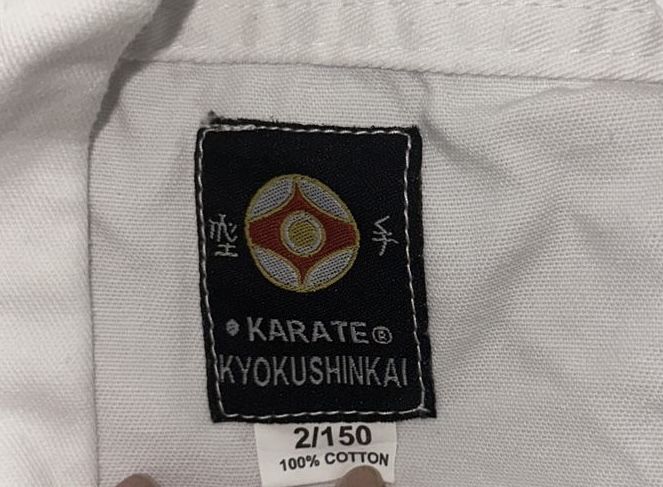 空 手
• KARATE ®
KYOKUSHINKAI
2/150
100% COTTON